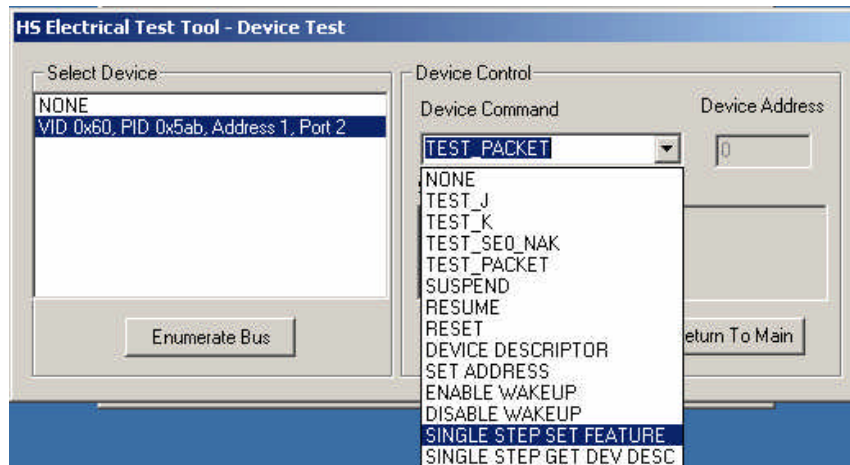 HS Electrical Test Tool - Device Test
Select Device
NONE
VID 0x60, PID 0x5ab, Address 1, Port 2
Enumerate Bus
Device Control
Device Command
Device Address
TEST_PACKET
0
NONE
TEST_J
TEST_K
TEST_SE0_NAK
TEST_PACKET
SUSPEND
RESUME
RESET
DEVICE DESCRIPTOR
SET ADDRESS
ENABLE WAKEUP
DISABLE WAKEUP
SINGLE STEP SET FEATURE
SINGLE STEP GET DEV DESC
eturn To Main